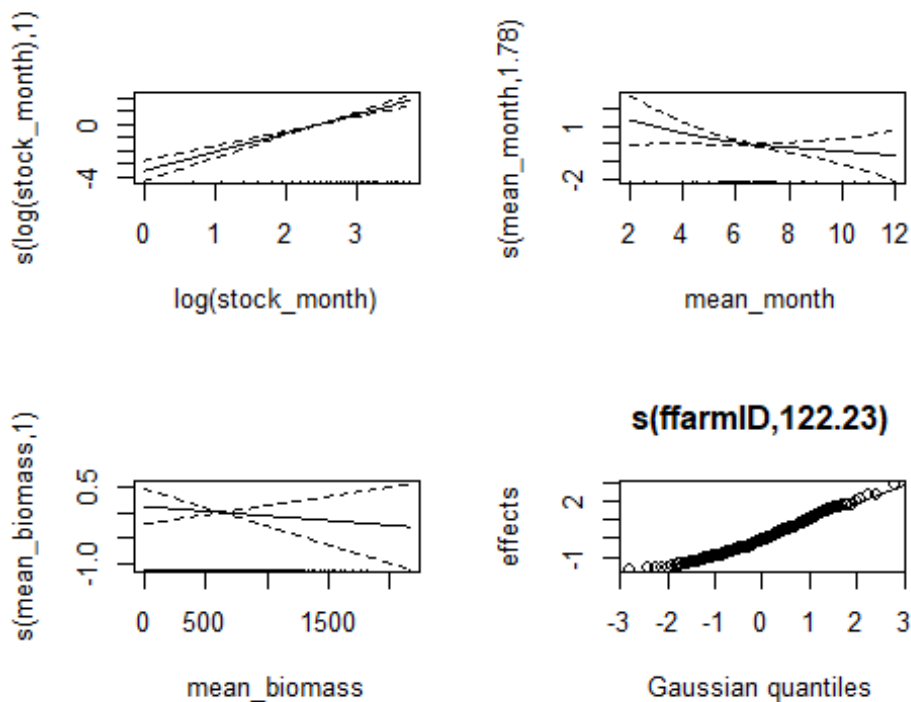 s(log(stock_month),1)
0
-4
0 1 2 3
log(stock_month)
s(mean_month,1.78)
1
-2
2 4 6 8 10 12
mean_month
s(mean_biomass,1)
0.5
-1.0
0 500 1500
mean_biomass
s(ffarmID,122.23)
effects
2
-1
-3 -2 -1 0 1 2 3
Gaussian quantiles